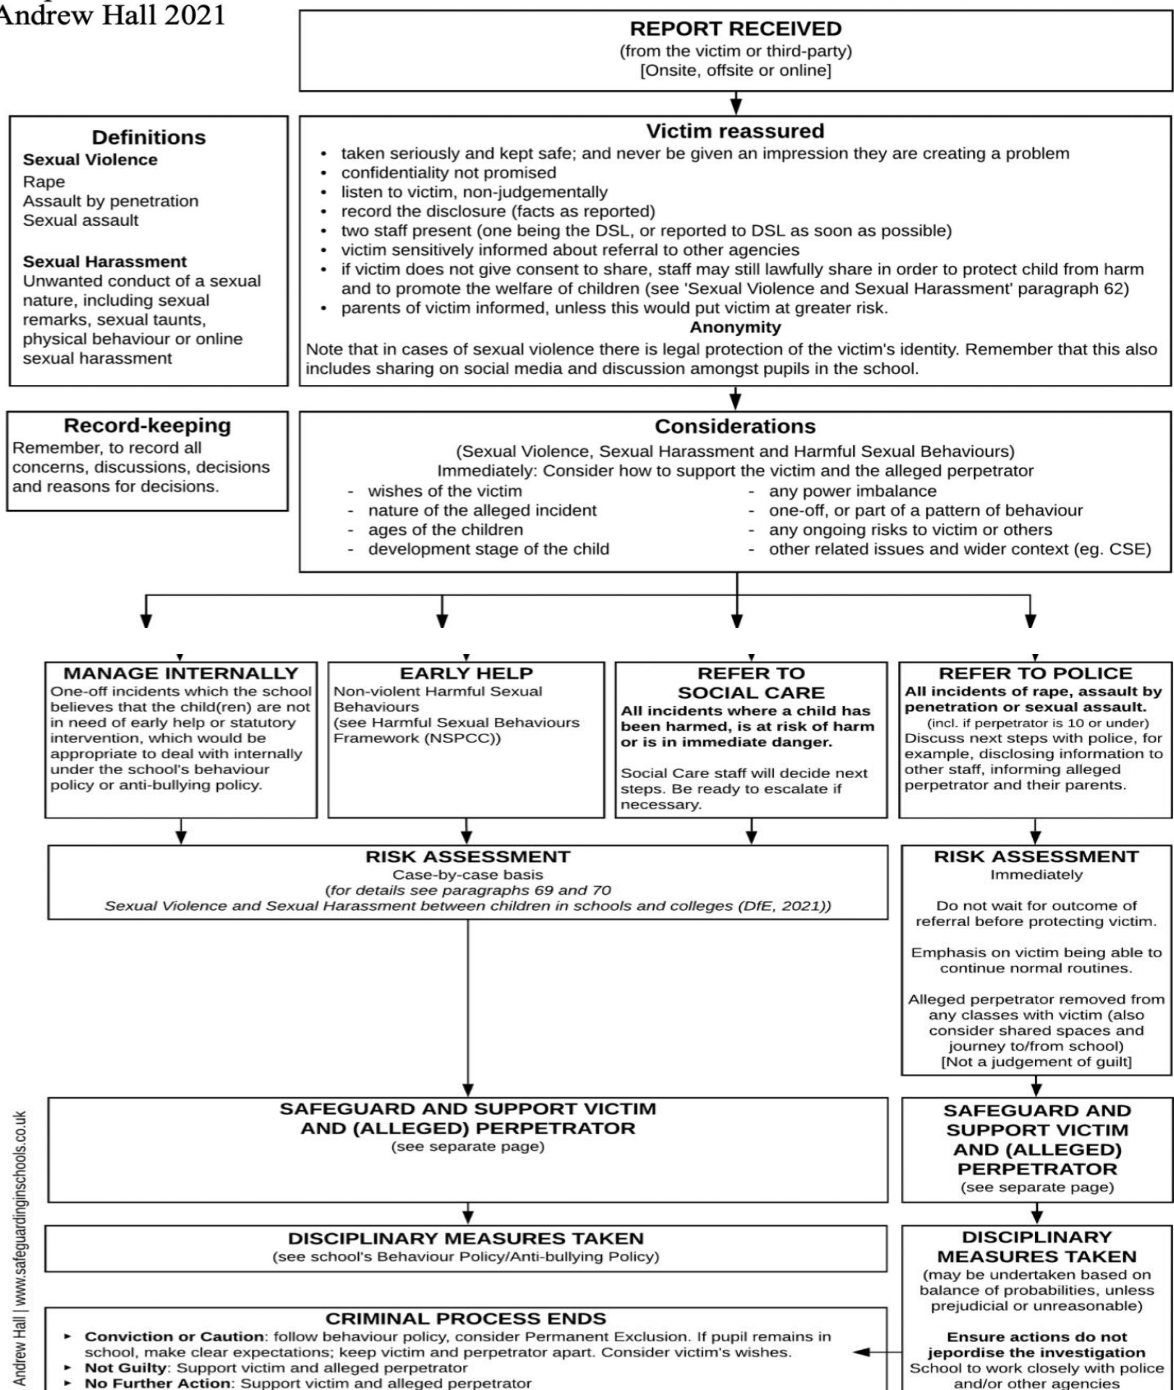 Andrew Hall 2021
REPORT RECEIVED
(from the victim or third-party)
[Onsite, offsite or online]
Definitions
Sexual Violence
Rape
Assault by penetration
Sexual assault
Sexual Harassment
Unwanted conduct of a sexual
nature, including sexual
remarks, sexual taunts,
physical behaviour or online
sexual harassment
Victim reassured
• taken seriously and kept safe; and never be given an impression they are creating a problem
• confidentiality not promised
• listen to victim, non-judgementally
• record the disclosure (facts as reported)
• two staff present (one being the DSL, or reported to DSL as soon as possible)
• victim sensitively informed about referral to other agencies
• if victim does not give consent to share, staff may still lawfully share in order to protect child from harm
and to promote the welfare of children (see 'Sexual Violence and Sexual Harassment' paragraph 62)
• parents of victim informed, unless this would put victim at greater risk.
Anonymity
Note that in cases of sexual violence there is legal protection of the victim's identity. Remember that this also
includes sharing on social media and discussion amongst pupils in the school.
Record-keeping
Remember, to record all
concerns, discussions, decisions
and reasons for decisions.
Considerations
(Sexual Violence, Sexual Harassment and Harmful Sexual Behaviours)
Immediately: Consider how to support the victim and the alleged perpetrator
- wishes of the victim
- nature of the alleged incident
- ages of the children
- development stage of the child
- any power imbalance
- one-off, or part of a pattern of behaviour
- any ongoing risks to victim or others
- other related issues and wider context (eg. CSE)
MANAGE INTERNALLY
One-off incidents which the school
believes that the child(ren) are not
in need of early help or statutory
intervention, which would be
appropriate to deal with internally
under the school's behaviour
policy or anti-bullying policy.
EARLY HELP
Non-violent Harmful Sexual
Behaviours
(see Harmful Sexual Behaviours
Framework (NSPCC))
REFER TO
SOCIAL CARE
All incidents where a child has
been harmed, is at risk of harm
or is in immediate danger.
Social Care staff will decide next
steps. Be ready to escalate if
necessary.
REFER TO POLICE
All incidents of rape, assault by
penetration or sexual assault.
(incl. if perpetrator is 10 or under)
Discuss next steps with police, for
example, disclosing information to
other staff, informing alleged
perpetrator and their parents.
RISK ASSESSMENT
Case-by-case basis
(for details see paragraphs 69 and 70
Sexual Violence and Sexual Harassment between children in schools and colleges (DfE, 2021))
RISK ASSESSMENT
Immediately
Do not wait for outcome of
referral before protecting victim.
Emphasis on victim being able to
continue normal routines.
Alleged perpetrator removed from
any classes with victim (also
consider shared spaces and
journey to/from school)
[Not a judgement of guilt]
SAFEGUARD AND SUPPORT VICTIM
AND (ALLEGED) PERPETRATOR
(see separate page)
SAFEGUARD AND
SUPPORT VICTIM
AND (ALLEGED)
PERPETRATOR
(see separate page)
DISCIPLINARY MEASURES TAKEN
(see school's Behaviour Policy/Anti-bullying Policy)
DISCIPLINARY
MEASURES TAKEN
(may be undertaken based on
balance of probabilities, unless
prejudicial or unreasonable)
Ensure actions do not
jepordise the investigation
School to work closely with police
and/or other agencies
CRIMINAL PROCESS ENDS
► Conviction or Caution: follow behaviour policy, consider Permanent Exclusion. If pupil remains in
school, make clear expectations; keep victim and perpetrator apart. Consider victim's wishes.
► Not Guilty: Support victim and alleged perpetrator
► No Further Action: Support victim and alleged perpetrator
Andrew Hall | www.safeguardinginschools.co.uk